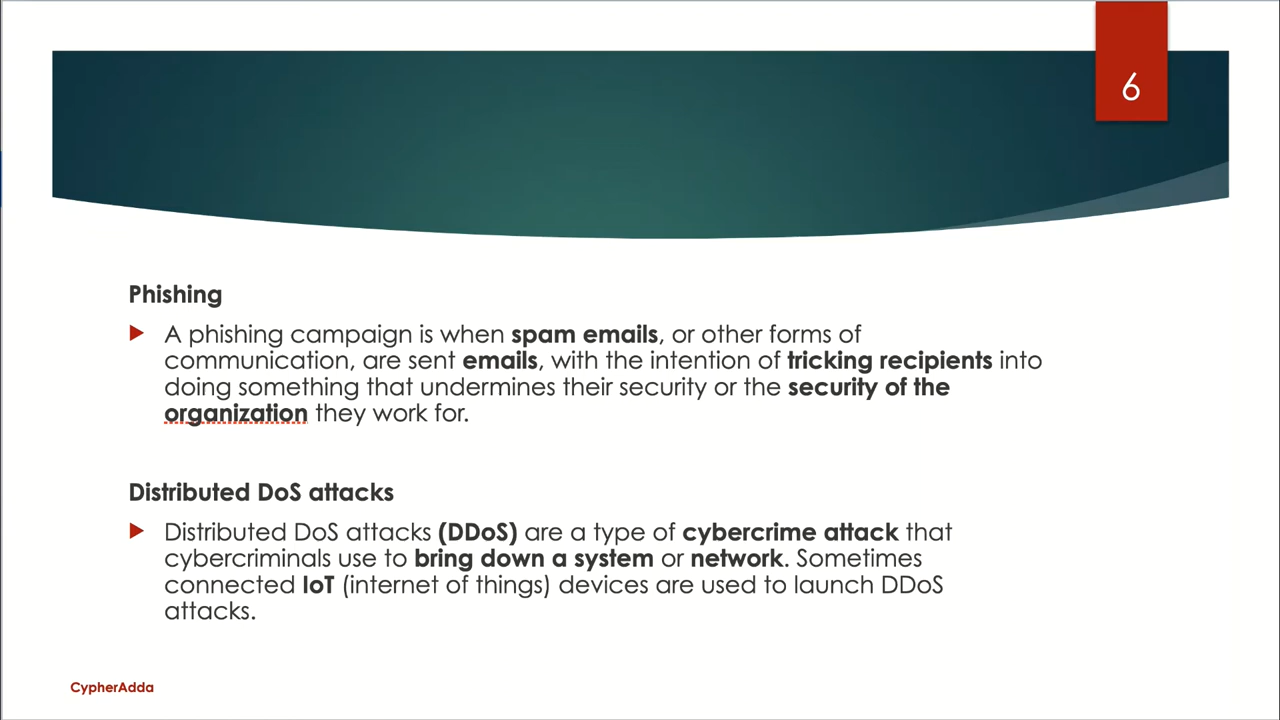 6
Phishing
A phishing campaign is when spam emails, or other forms of
communication, are sent emails, with the intention of tricking recipients into
doing something that undermines their security or the security of the
organization they work for.
Distributed DoS attacks
Distributed DoS attacks (DDoS) are a type of cybercrime attack that
cybercriminals use to bring down a system or network. Sometimes
connected IoT (internet of things) devices are used to launch DDoS
attacks.
CypherAdda